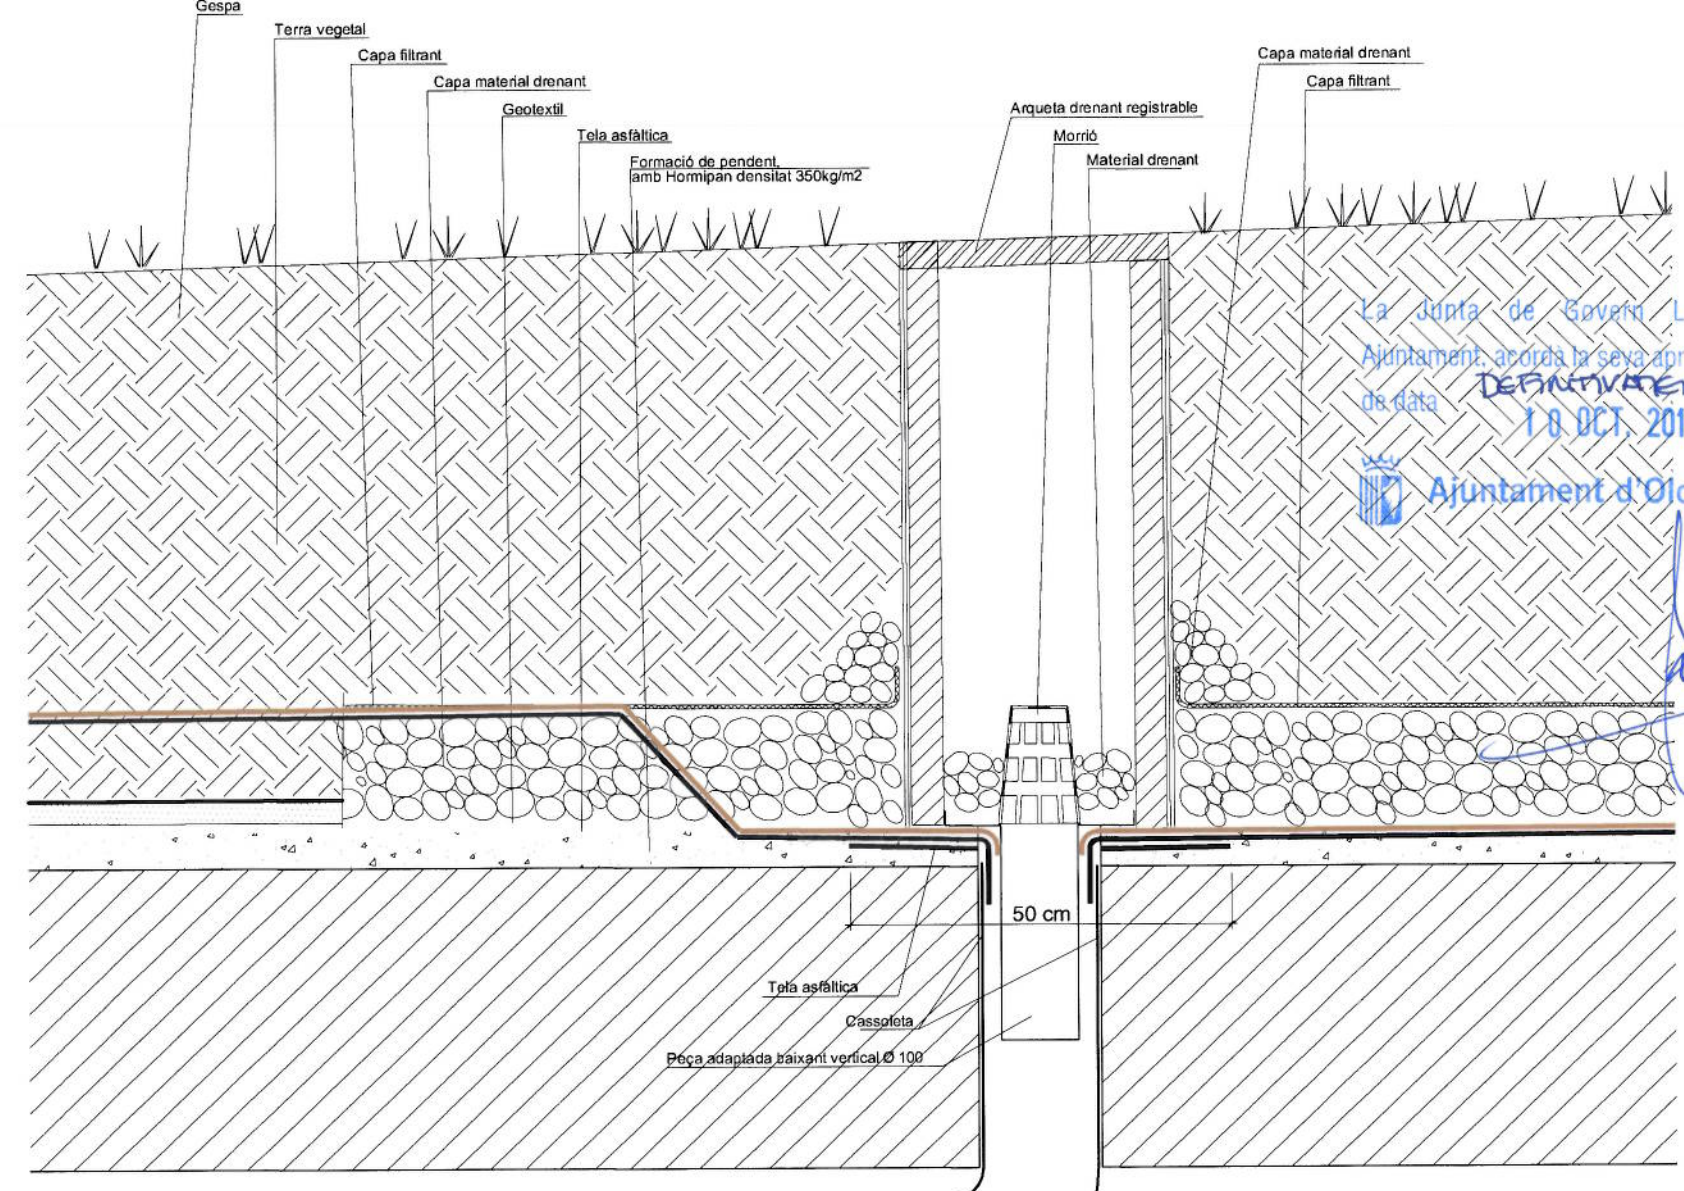 Gespa
Terra vegetal
Capa filtrant
Capa material drenant
Geotextil
Tela asfàltica
Formació de pendent,
amb Hormipan densitat 350kg/m2
Capa material drenant
Capa filtrant
Arqueta drenant registrable
Morrió
Material drenant
La Junta de Govern L
Ajuntament, acordà la seva apr
de data
10 OCT. 201
Ajuntament d'Olo
50 cm
Tela asfàltica
Cassoleta
Peça adaptada baixant vertical Ø 100